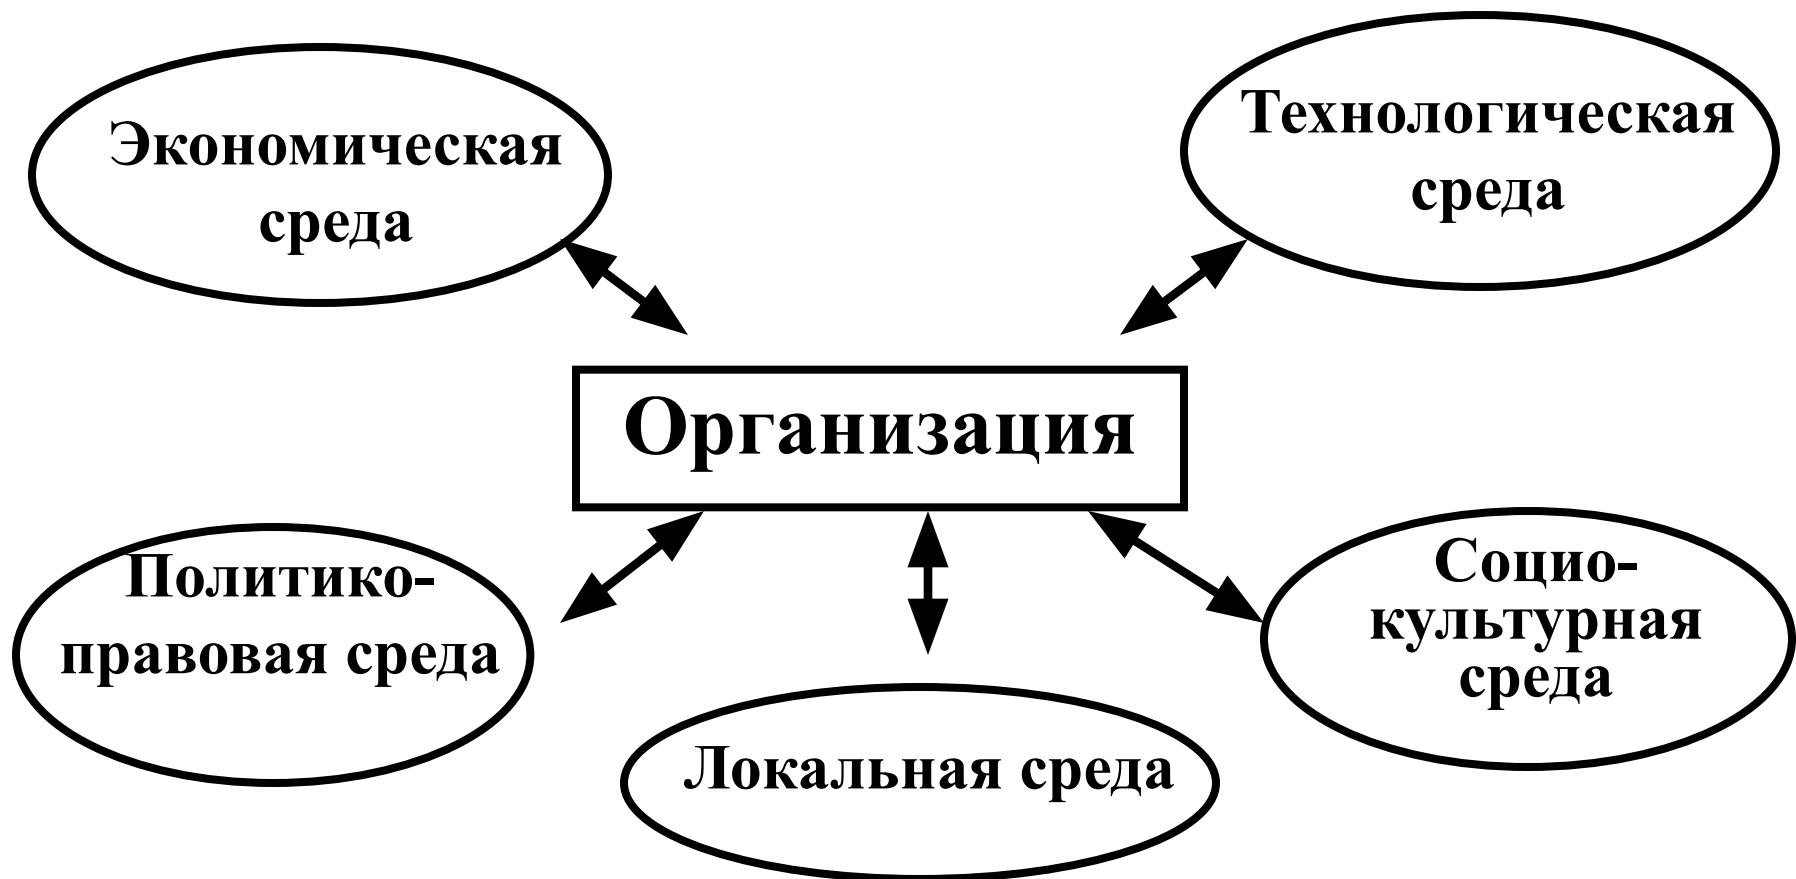 Экономическая
среда
Технологическая
среда
Организация
Политико-
правовая среда
Социо-
культурная
среда
Локальная среда